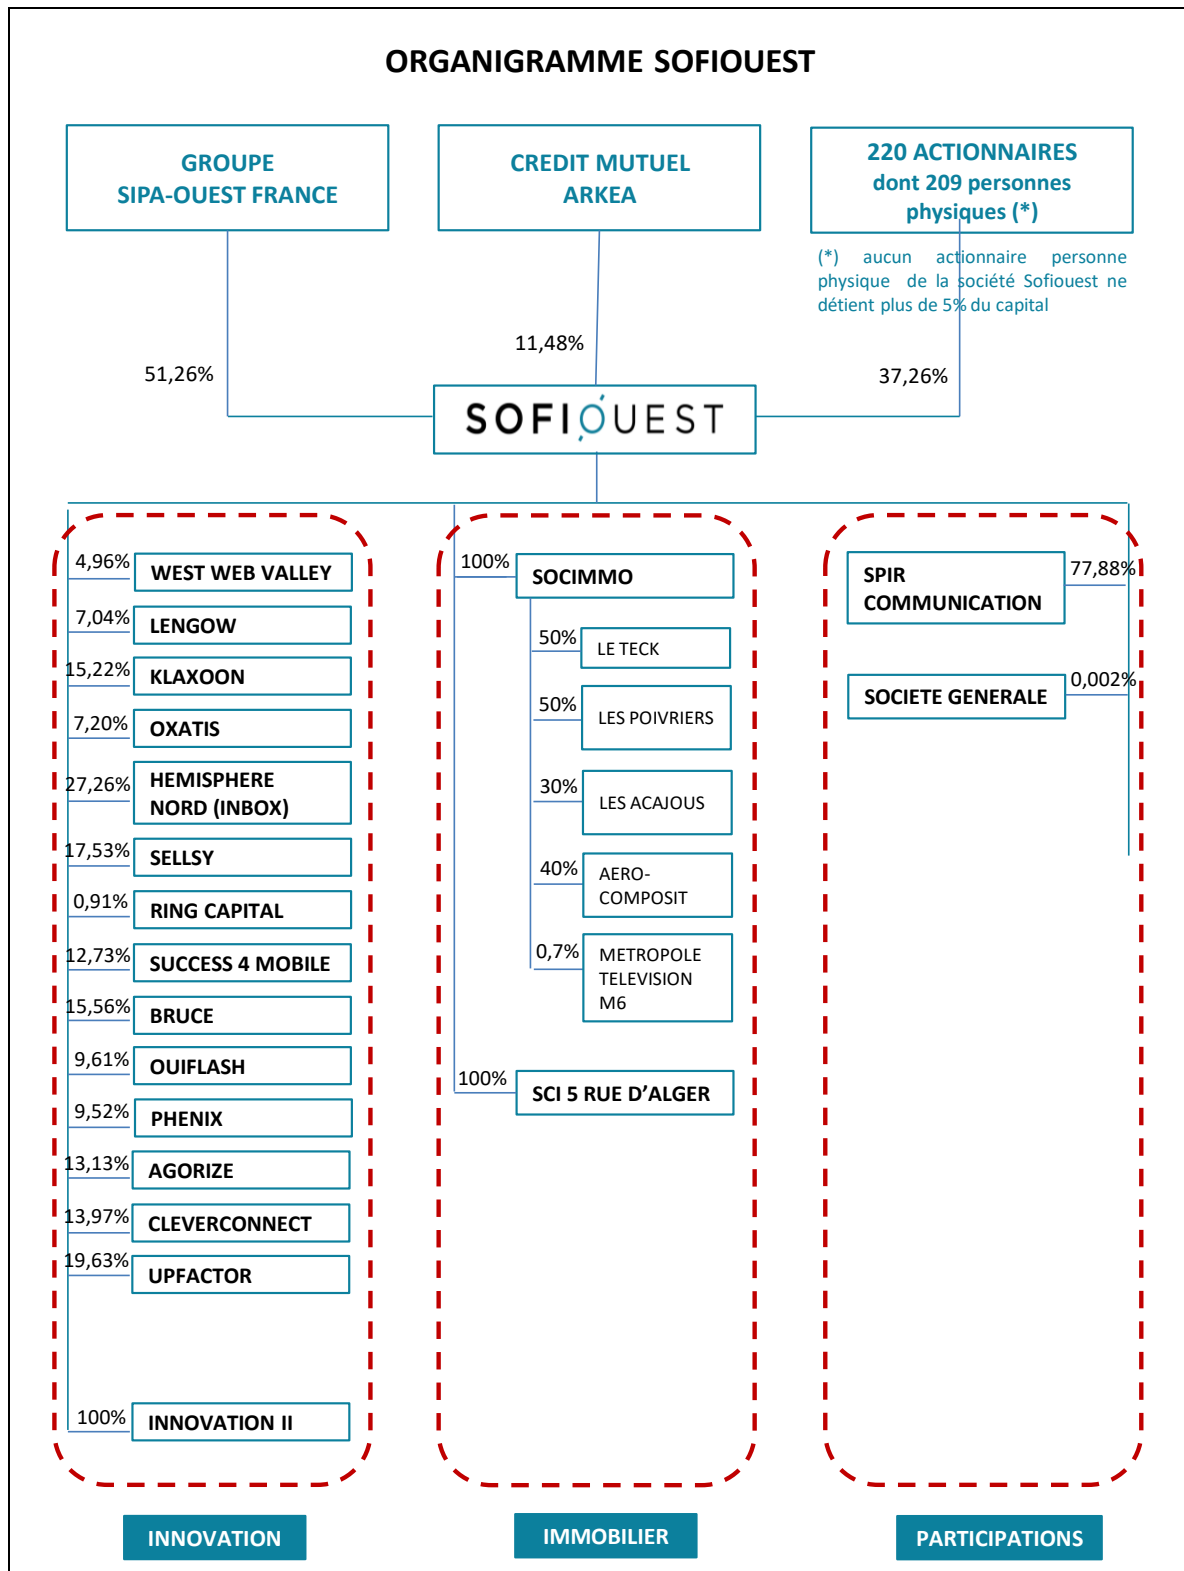 ORGANIGRAMME SOFIOUEST
GROUPE
SIPA-OUEST FRANCE
CREDIT MUTUEL
ARKEA
220 ACTIONNAIRES
dont 209 personnes
physiques (*)
(*) aucun actionnaire personne
physique de la société Sofiouest ne
détient plus de 5% du capital
51,26%
11,48%
37,26%
SOFIOUEST
4,96%
WEST WEB VALLEY
7,04%
LENGOW
15,22%
KLAXOON
7,20%
OXATIS
27,26%
HEMISPHERE
NORD (INBOX)
17,53%
SELLSY
0,91%
RING CAPITAL
12,73%
SUCCESS 4 MOBILE
15,56%
BRUCE
9,61%
OUIFLASH
9,52%
PHENIX
13,13%
AGORIZE
13,97%
CLEVERCONNECT
19,63%
UPFACTOR
100%
INNOVATION II
INNOVATION
100%
SOCIMMO
50%
LE TECK
50%
LES POIVRIERS
30%
LES ACAJOUS
40%
AERO-
COMPOSIT
0,7%
METROPOLE
TELEVISION
M6
100%
SCI 5 RUE D’ALGER
IMMOBILIER
SPIR
COMMUNICATION
77,88%
SOCIETE GENERALE
0,002%
PARTICIPATIONS